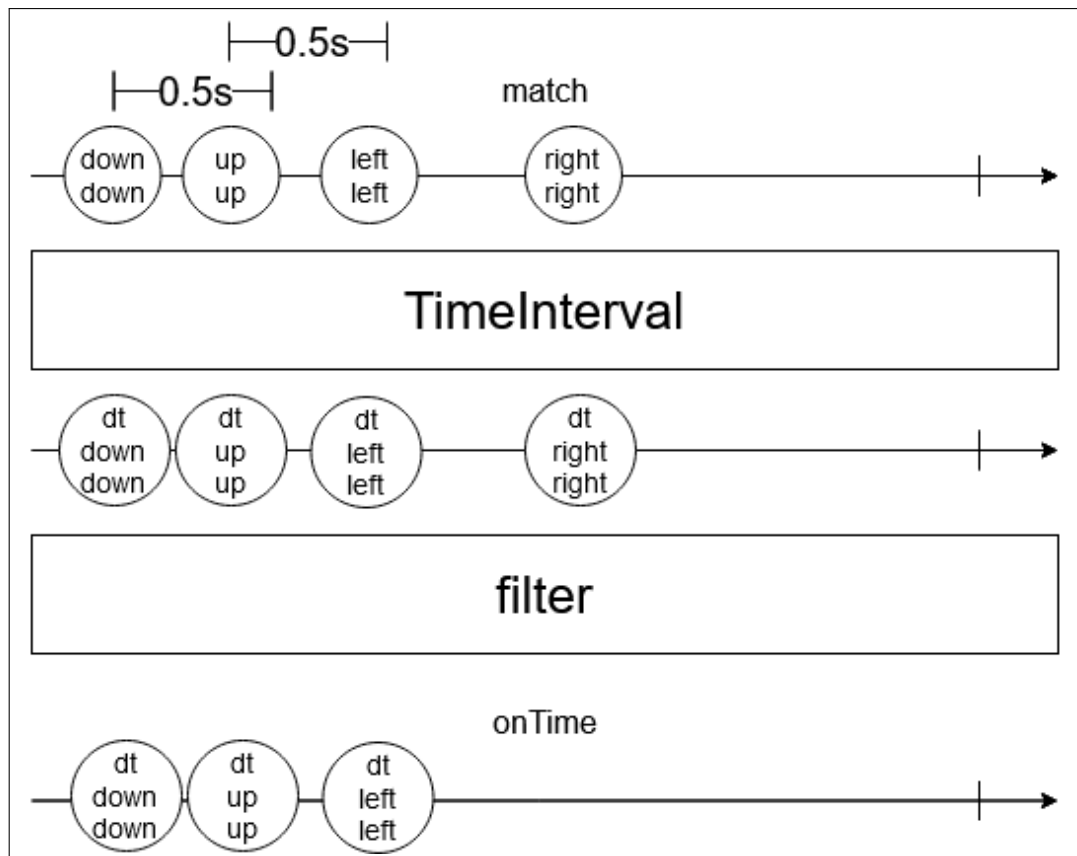 0.5s
0.5s
match
down
down
up
up
left
left
right
right
TimeInterval
dt
down
down
dt
up
up
dt
left
left
dt
right
right
filter
onTime
dt
down
down
dt
up
up
dt
left
left